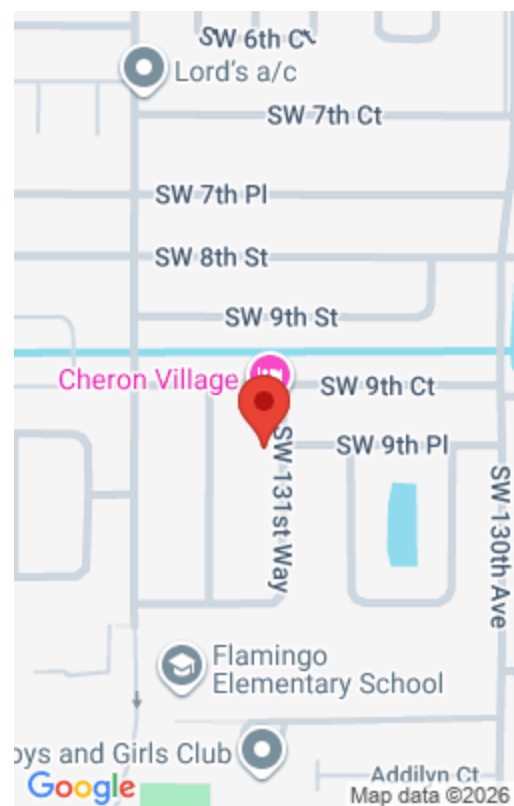 SW 6th Ct
Lord's a/c
SW 7th Ct
SW 7th Pl
SW 8th St
SW 9th St
Cheron Village
SW 9th Ct
SW 9th Pl
SW 131st Way
SW 130th Ave
Flamingo
Elementary School
oys and Girls Club
Addilyn Ct
Google
Map data ©2026